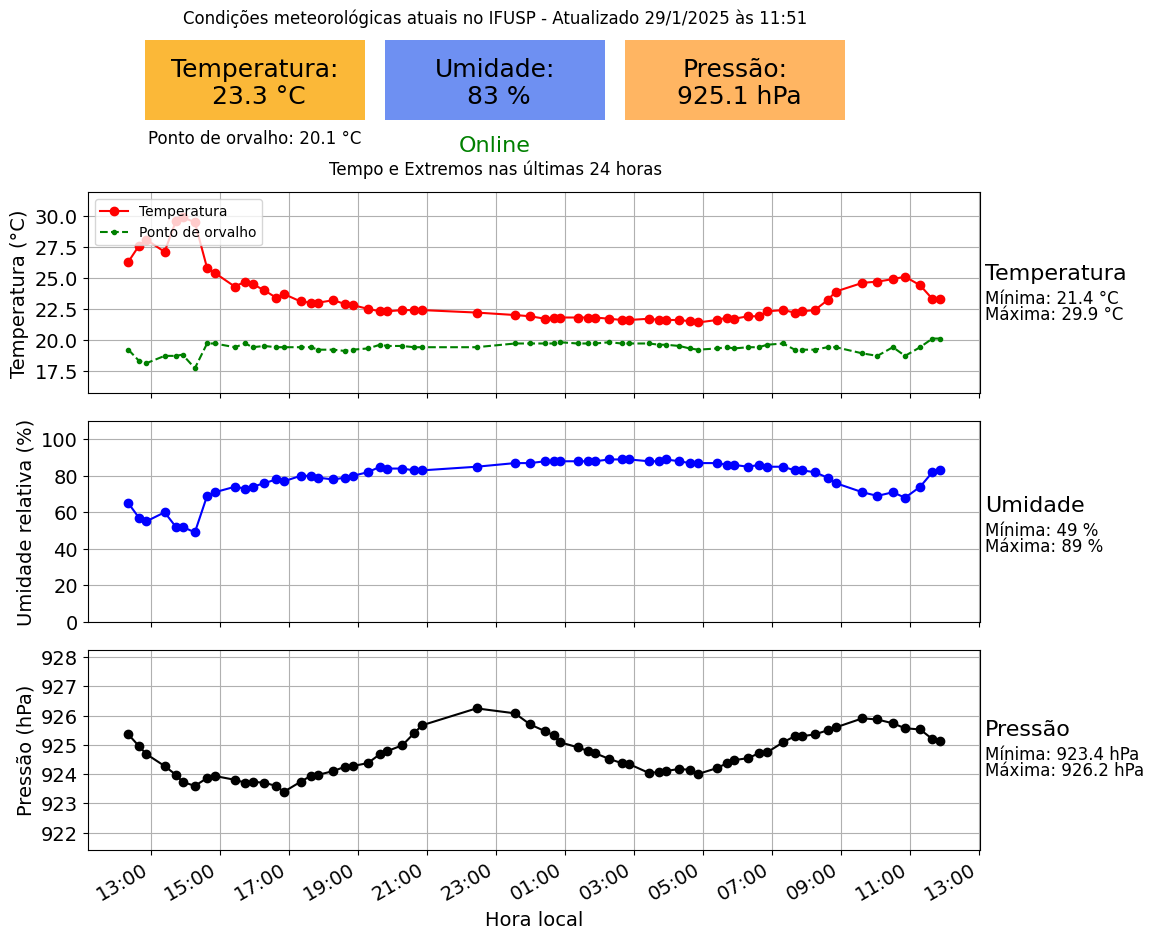 Condições meteorológicas atuais no IFUSP - Atualizado 29/1/2025 às 11:51
Temperatura:
23.3 °C
Umidade:
83 %
Pressão:
925.1 hPa
Ponto de orvalho: 20.1 °C
Online
Tempo e Extremos nas últimas 24 horas
Temperatura (°C)
30.0
27.5
25.0
22.5
20.0
17.5
Temperatura
Ponto de orvalho
Temperatura
Mínima: 21.4 °C
Máxima: 29.9 °C
Umidade relativa (%)
100
80
60
40
20
0
Umidade
Mínima: 49 %
Máxima: 89 %
Pressão (hPa)
928
927
926
925
924
923
922
Pressão
Mínima: 923.4 hPa
Máxima: 926.2 hPa
13:00
15:00
17:00
19:00
21:00
23:00
01:00
03:00
05:00
07:00
09:00
11:00
13:00
Hora local